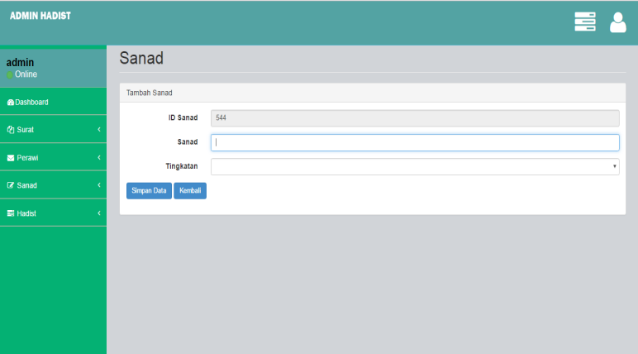 ADMIN HADIST
admin
Online
Dashboard
Surat
Perawi
Sanad
Hadist
Sanad
Tambah Sanad
ID Sanad 544
Sanad
Tingkatan
Simpan Data Kembali